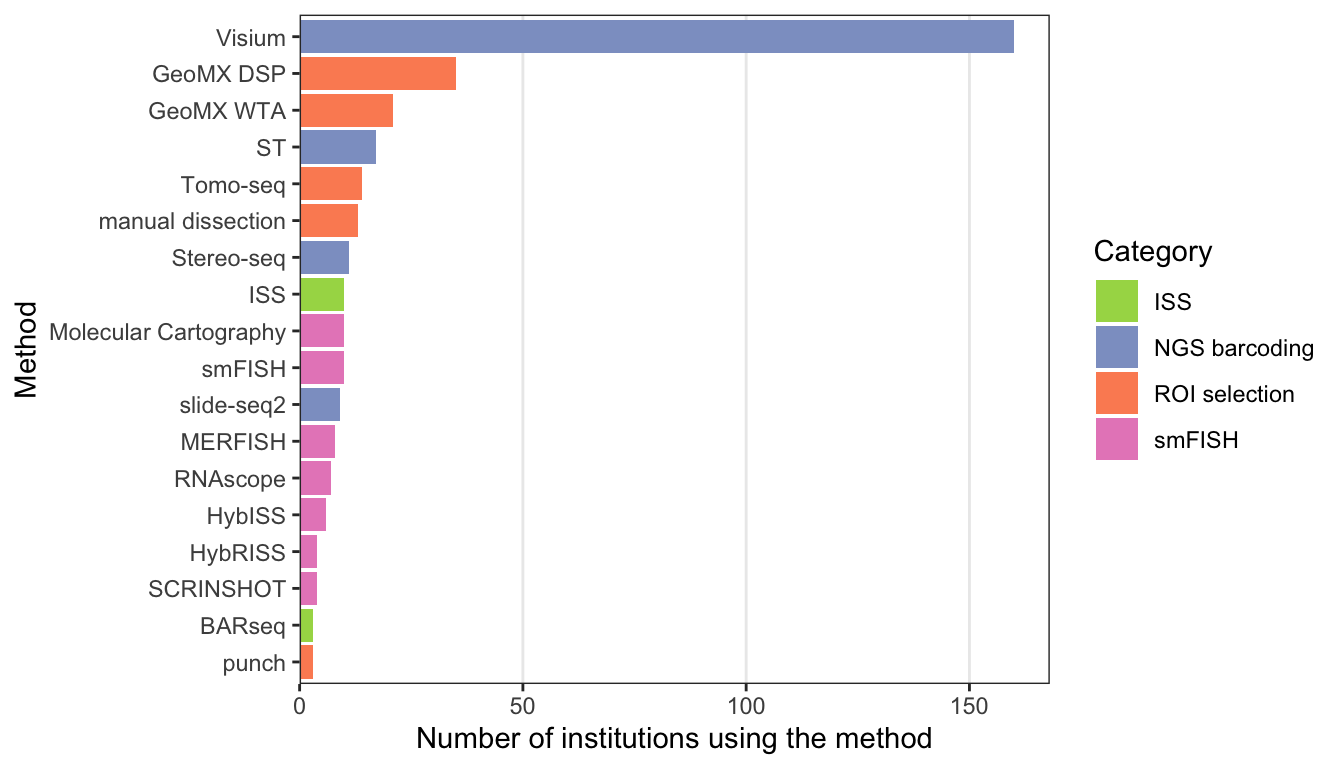 Method
Visium
GeoMX DSP
GeoMX WTA
ST
Tomo-seq
manual dissection
Stereo-seq
ISS
Molecular Cartography
smFISH
slide-seq2
MERFISH
RNAscope
HybISS
HybRISS
SCRINSHOT
BARseq
punch
0 50 100 150
Number of institutions using the method
Category
ISS
NGS barcoding
ROI selection
smFISH